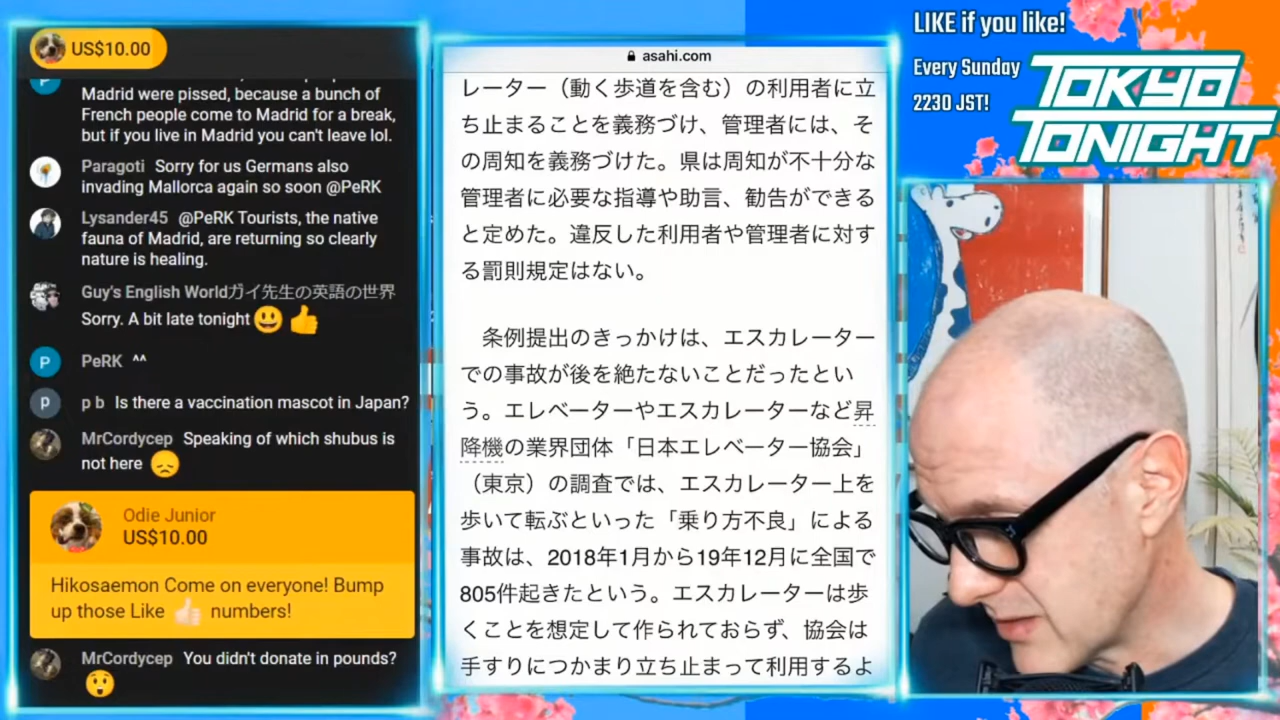 US$10.00
Madrid were pissed, because a bunch of
French people come to Madrid for a break,
but if you live in Madrid you can't leave lol.
Paragoti Sorry for us Germans also
invading Mallorca again so soon @PeRK
Lysander45 @PeRK Tourists, the native
fauna of Madrid, are returning so clearly
nature is healing.
Guy's English Worldガイ先生の英語の世界
Sorry. A bit late tonight 😃 👍
P PeRK ^^
p p b Is there a vaccination mascot in Japan?
MrCordycep Speaking of which shubus is
not here 😞
Odie Junior
US$10.00
Hikosaemon Come on everyone! Bump
up those Like 👍 numbers!
MrCordycep You didn't donate in pounds?
😲
asahi.com
レーター（動く歩道を含む）の利用者に立
ち止まることを義務づけ、管理者には、そ
の周知を義務づけた。県は周知が不十分な
管理者に必要な指導や助言、勧告ができる
と定めた。違反した利用者や管理者に対す
る罰則規定はない。
条例提出のきっかけは、エスカレーター
での事故が後を絶たないことだったとい
う。エレベーターやエスカレーターなど昇
降機の業界団体「日本エレベーター協会」
（東京）の調査では、エスカレーター上を
歩いて転ぶといった「乗り方不良」による
事故は、2018年1月から19年12月に全国で
805件起きたという。エスカレーターは歩
くことを想定して作られておらず、協会は
手すりにつかまり立ち止まって利用するよ
LIKE if you like!
Every Sunday
2230 JST!
TOKYO
TONIGHT